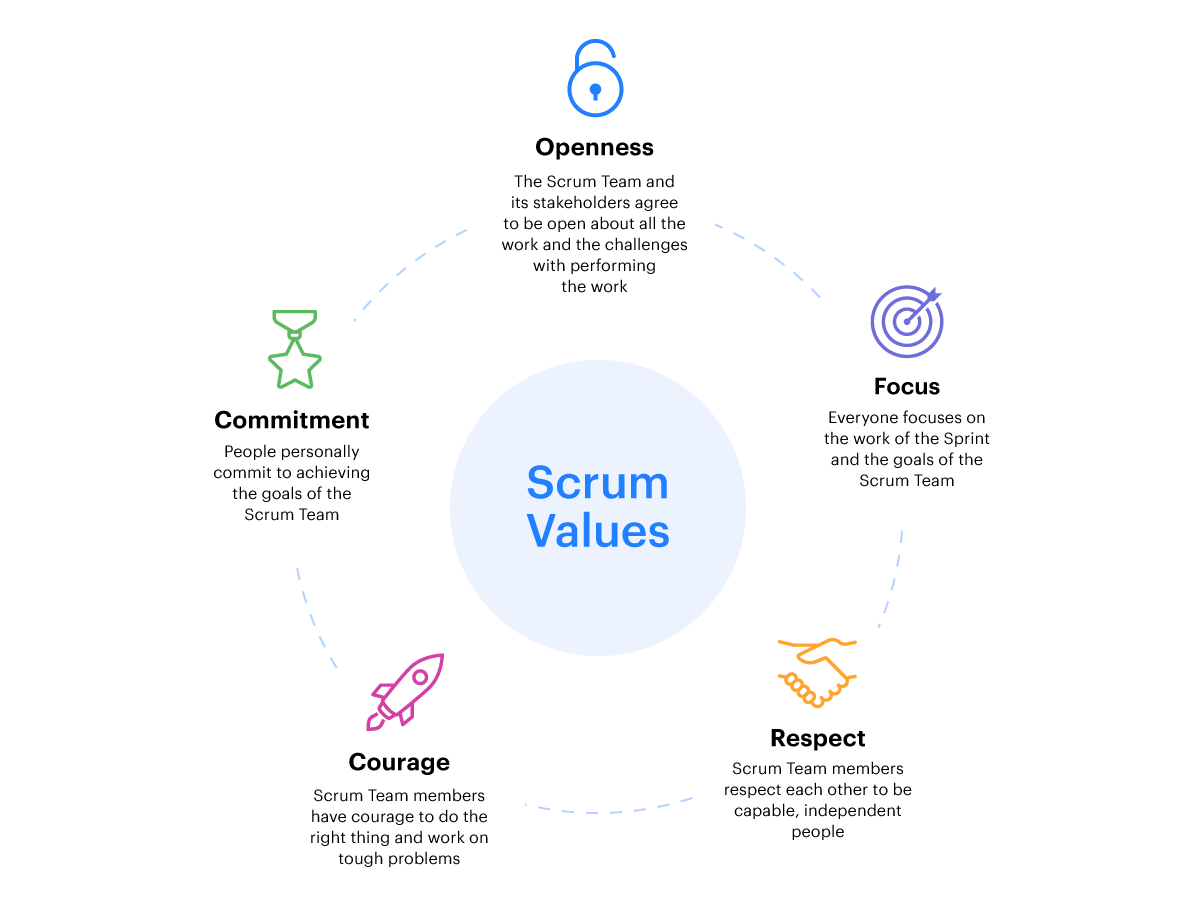 Openness
The Scrum Team and
its stakeholders agree
to be open about all the
work and the challenges
with performing
the work
Focus
Everyone focuses on
the work of the Sprint
and the goals of the
Scrum Team
Commitment
People personally
commit to achieving
the goals of the
Scrum Team
Scrum
Values
Respect
Scrum Team members
respect each other to be
capable, independent
people
Courage
Scrum Team members
have courage to do the
right thing and work on
tough problems